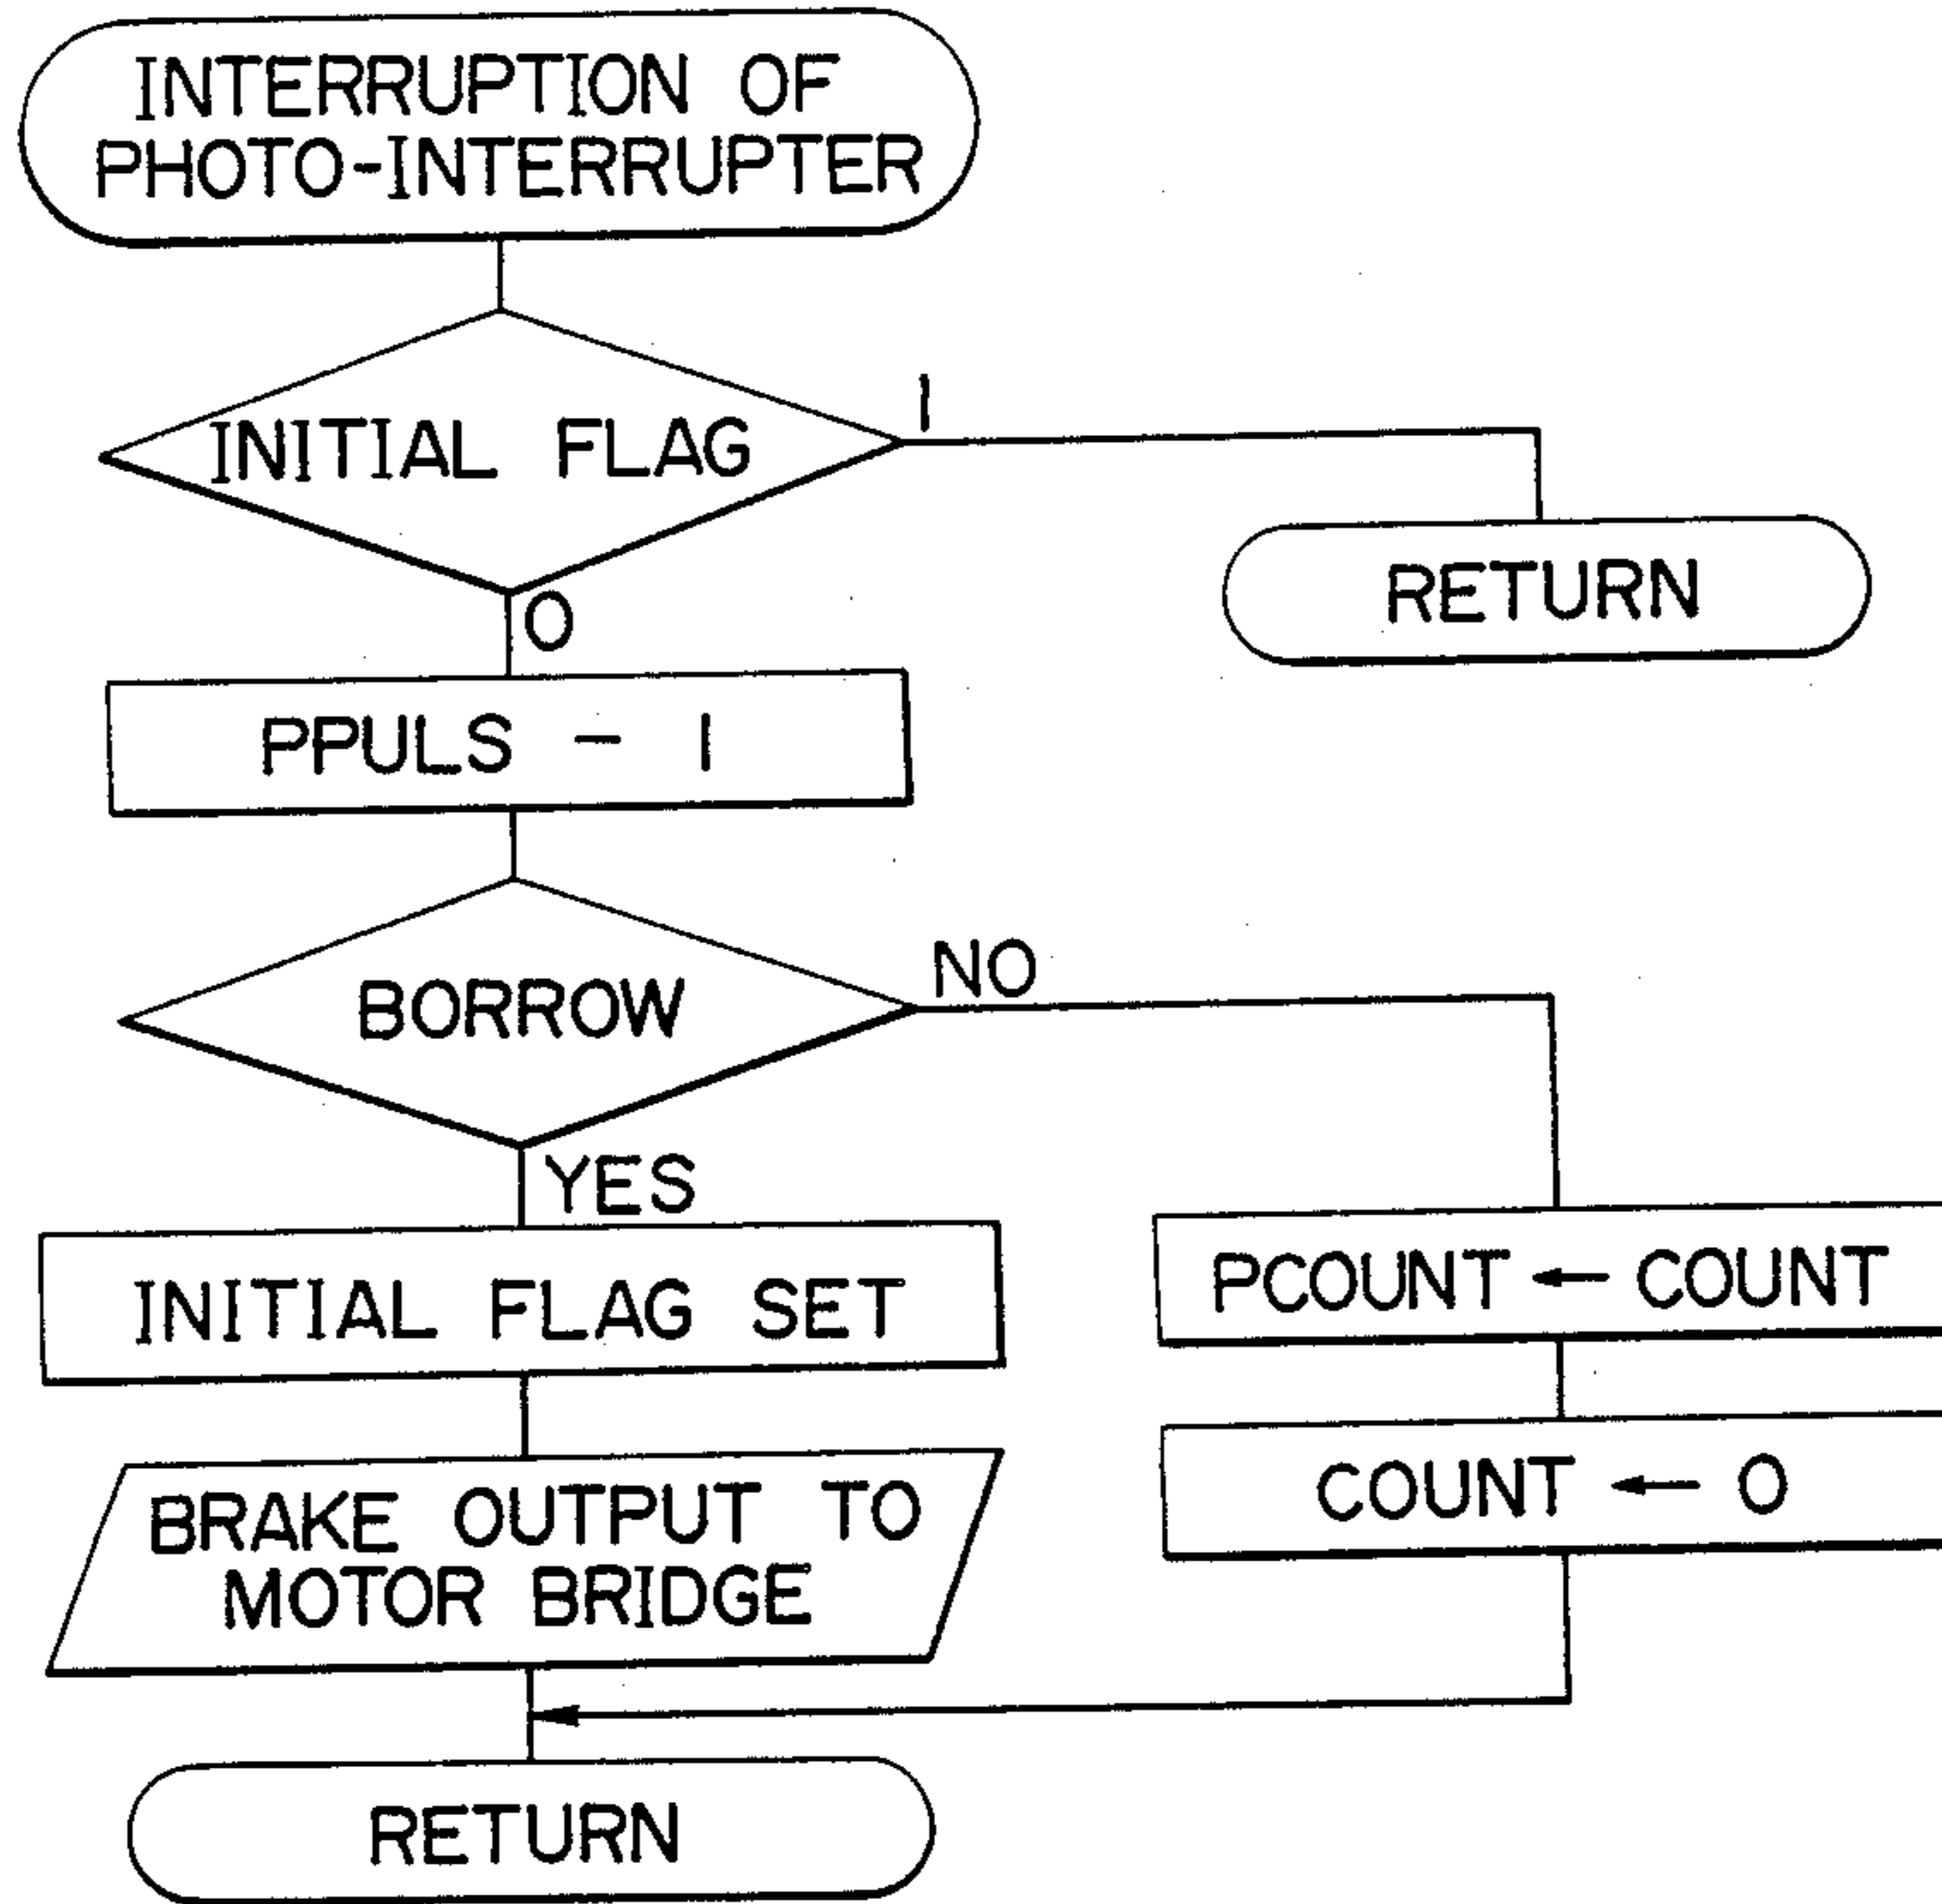 INTERRUPTION OF
PHOTO-INTERRUPTER
INITIAL FLAG
1
RETURN
0
PPULS - 1
BORROW
NO
YES
INITIAL FLAG SET
PCOUNT ← COUNT
COUNT ← 0
BRAKE OUTPUT TO
MOTOR BRIDGE
RETURN